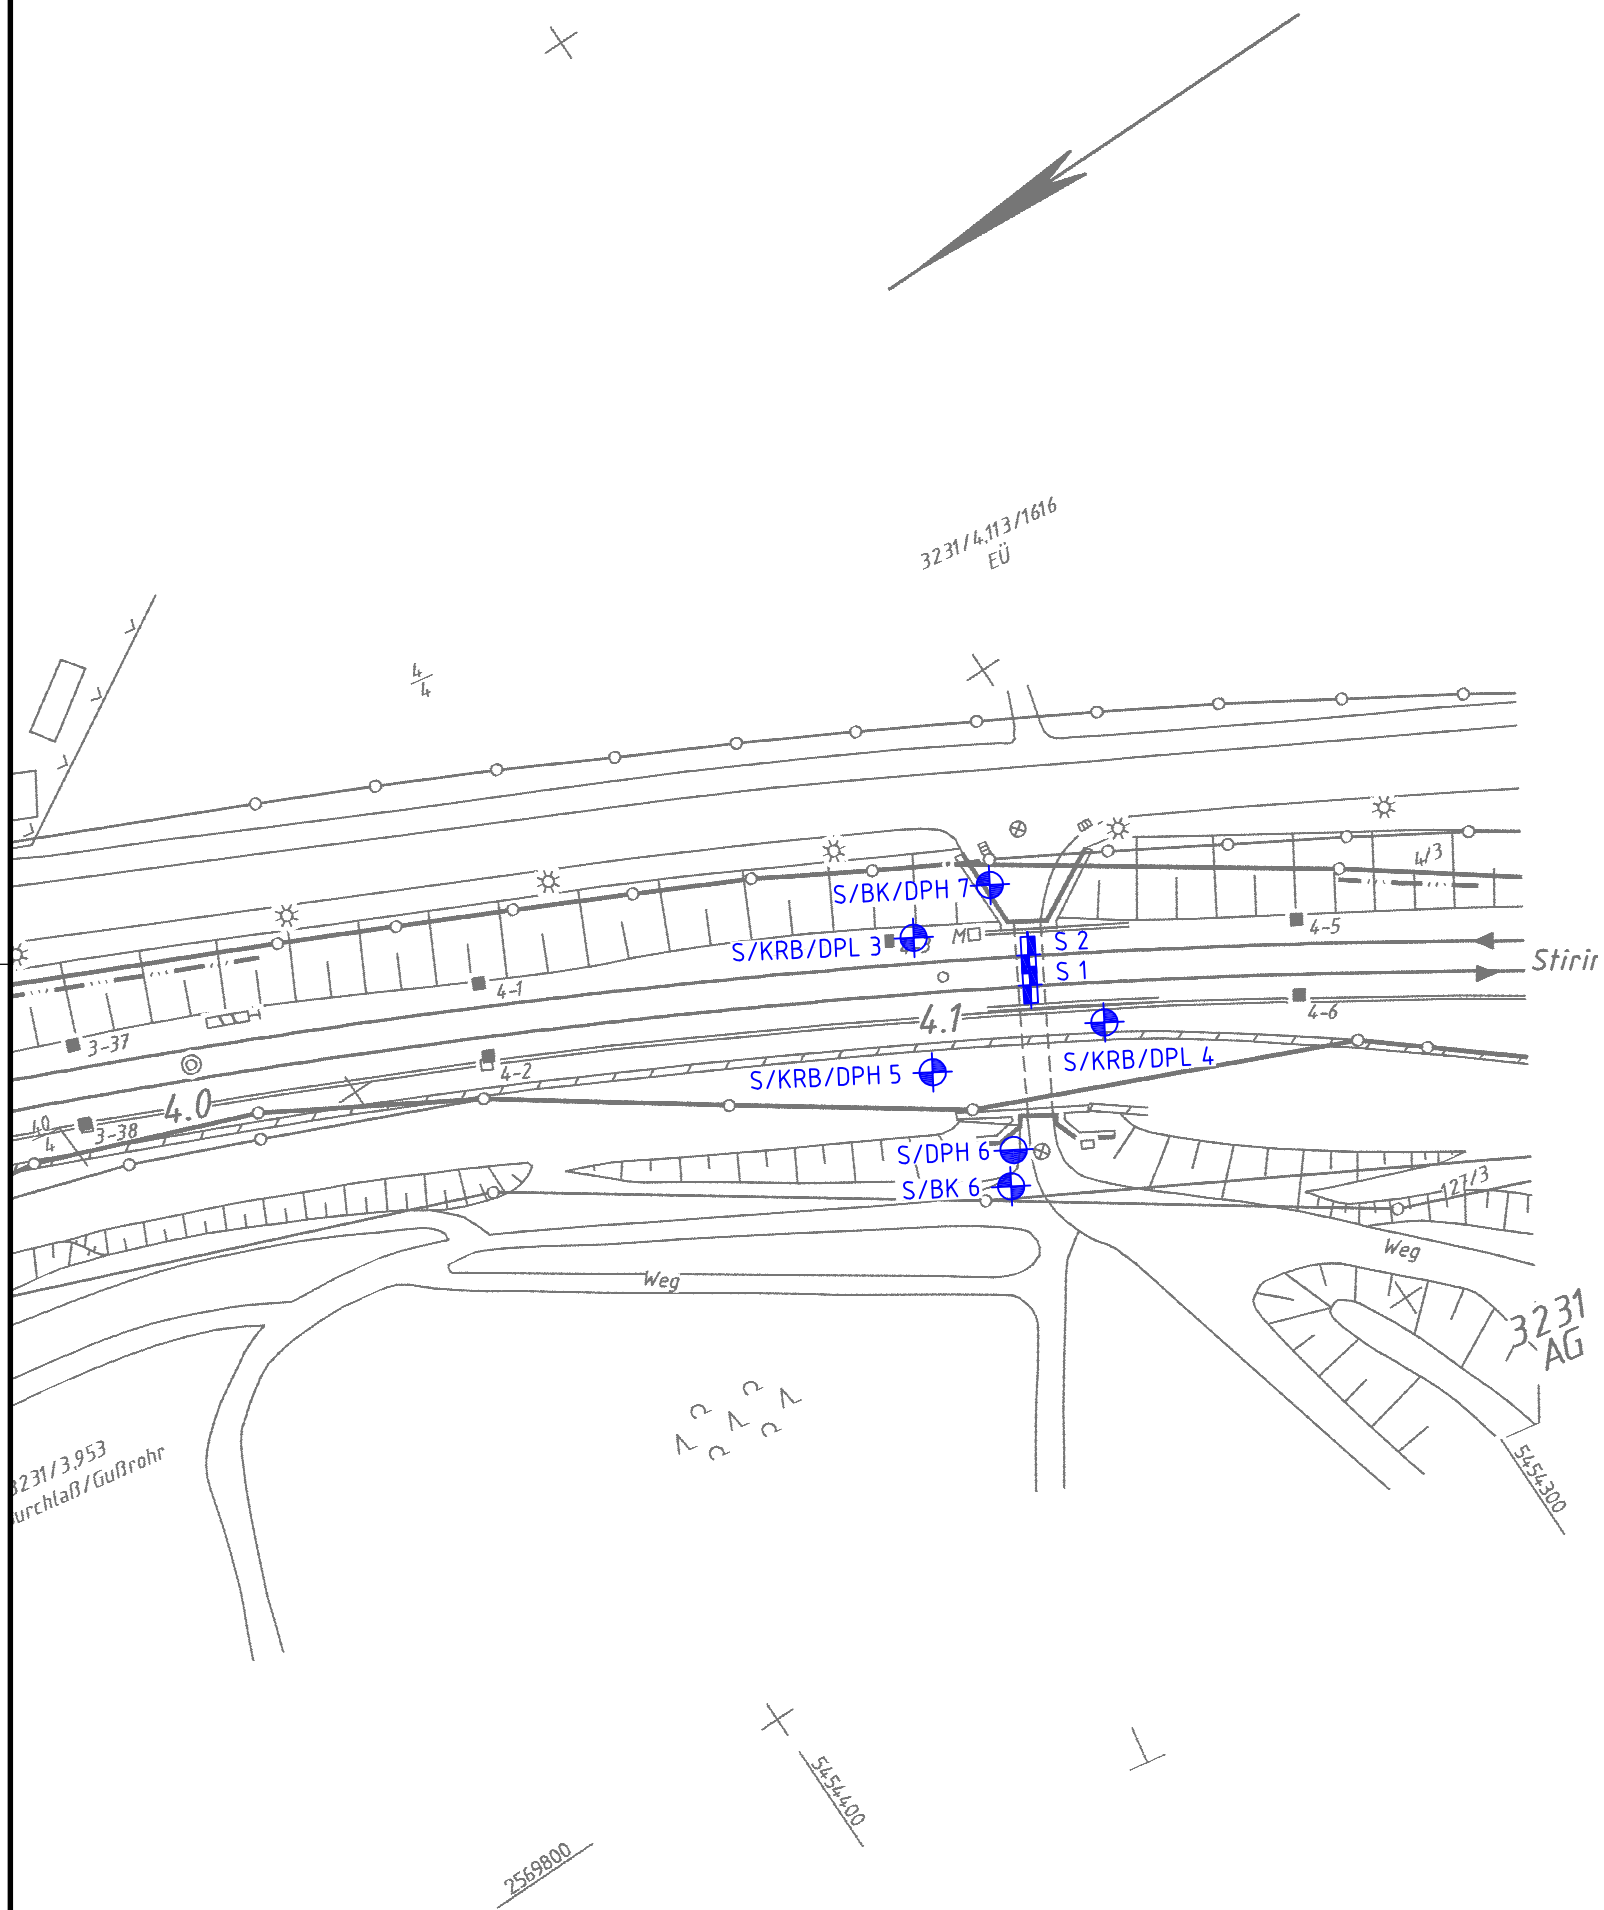 3231/4,113/1616
EÜ
4
4
4/3
S/BK/DPH 7
4-5
M
S 2
S/KRB/DPL 3
Stirin
S 1
4-1
4-6
4.1
3-37
S/KRB/DPL 4
4-2
S/KRB/DPH 5
4.0
40
4
3-38
S/DPH 6
127/3
S/BK 6
Weg
Weg
3231
AG
3231/3,953
urchlaß/Gußrohr
5454300
5454400
2569800